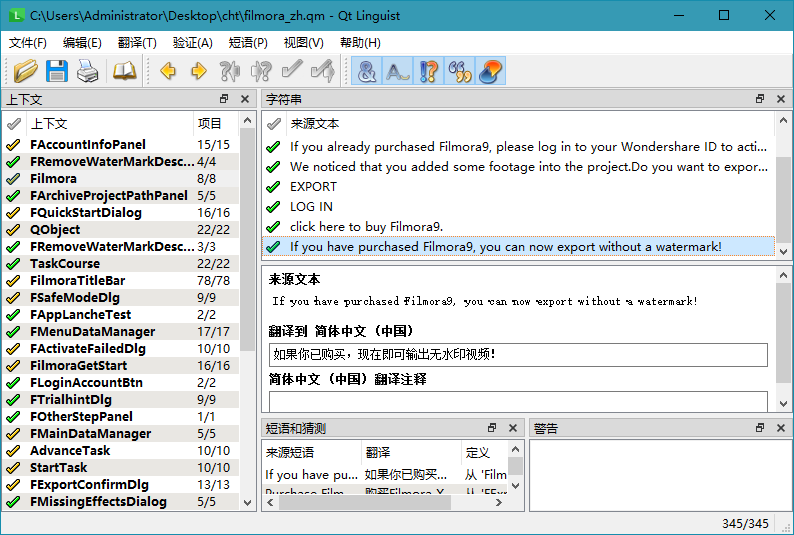 C:\Users\Administrator\Desktop\cht\filmora_zh.qm - Qt Linguist
文件(F) 编辑(E) 翻译(T) 验证(A) 短语(P) 视图(V) 帮助(H)
上下文
上下文 项目
FAccountInfoPanel 15/15
FRemoveWaterMarkDesc... 4/4
Filmora 8/8
FArchiveProjectPathPanel 5/5
FQuickStartDialog 16/16
QObject 22/22
FRemoveWaterMarkDesc... 3/3
TaskCourse 22/22
FilmoraTitleBar 78/78
FSafeModeDlg 9/9
FAppLancheTest 2/2
FMenuDataManager 17/17
FActivateFailedDlg 10/10
FilmoraGetStart 16/16
FLoginAccountBtn 2/2
FTrialhintDlg 9/9
FOtherStepPanel 1/1
FMainDataManager 5/5
AdvanceTask 10/10
StartTask 10/10
FExportConfirmDlg 13/13
FMissingEffectsDialog 5/5
字符串
来源文本
If you already purchased Filmora9, please log in to your Wondershare ID to acti...
We noticed that you added some footage into the project.Do you want to expor...
EXPORT
LOG IN
click here to buy Filmora9.
If you have purchased Filmora9, you can now export without a watermark!
来源文本
If you have purchased Filmora9, you can now export without a watermark!
翻译到 简体中文 (中国)
如果你已购买，现在即可输出无水印视频！
简体中文 (中国) 翻译注释
短语和猜测
来源短语 翻译 定义
If you have pu... 如果你已购买... 从 'Film
Purchase Film... 购买Filmora X... 从 'FExp
警告
345/345